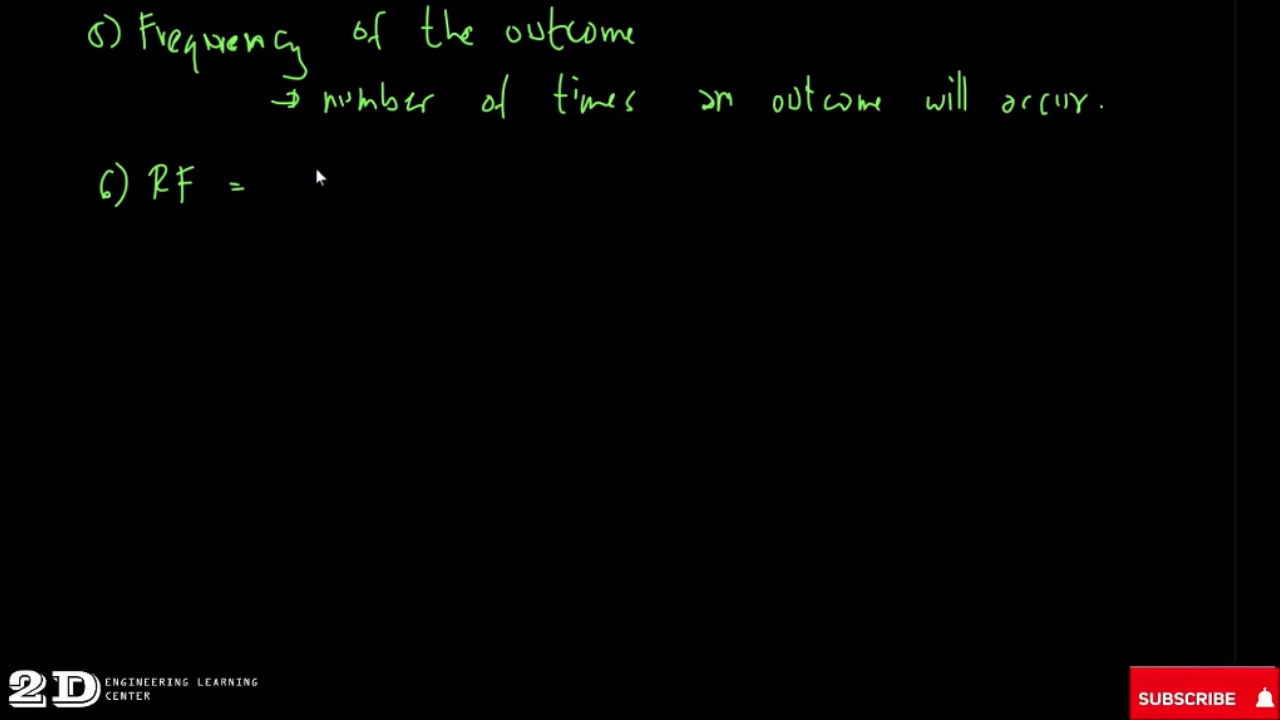 5) Frequency of the outcome
→ number of times an outcome will occur.
6) RF =
2D ENGINEERING LEARNING
CENTER
SUBSCRIBE